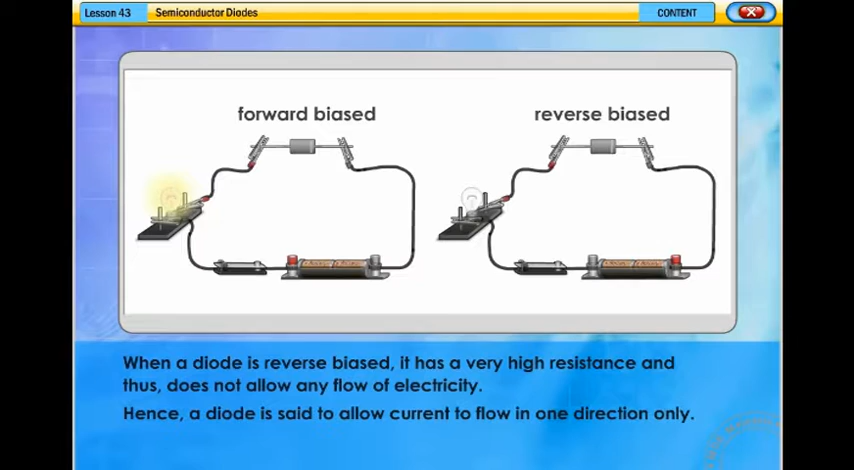 Lesson 43
Semiconductor Diodes
CONTENT
forward biased
reverse biased
When a diode is reverse biased, it has a very high resistance and
thus, does not allow any flow of electricity.
Hence, a diode is said to allow current to flow in one direction only.